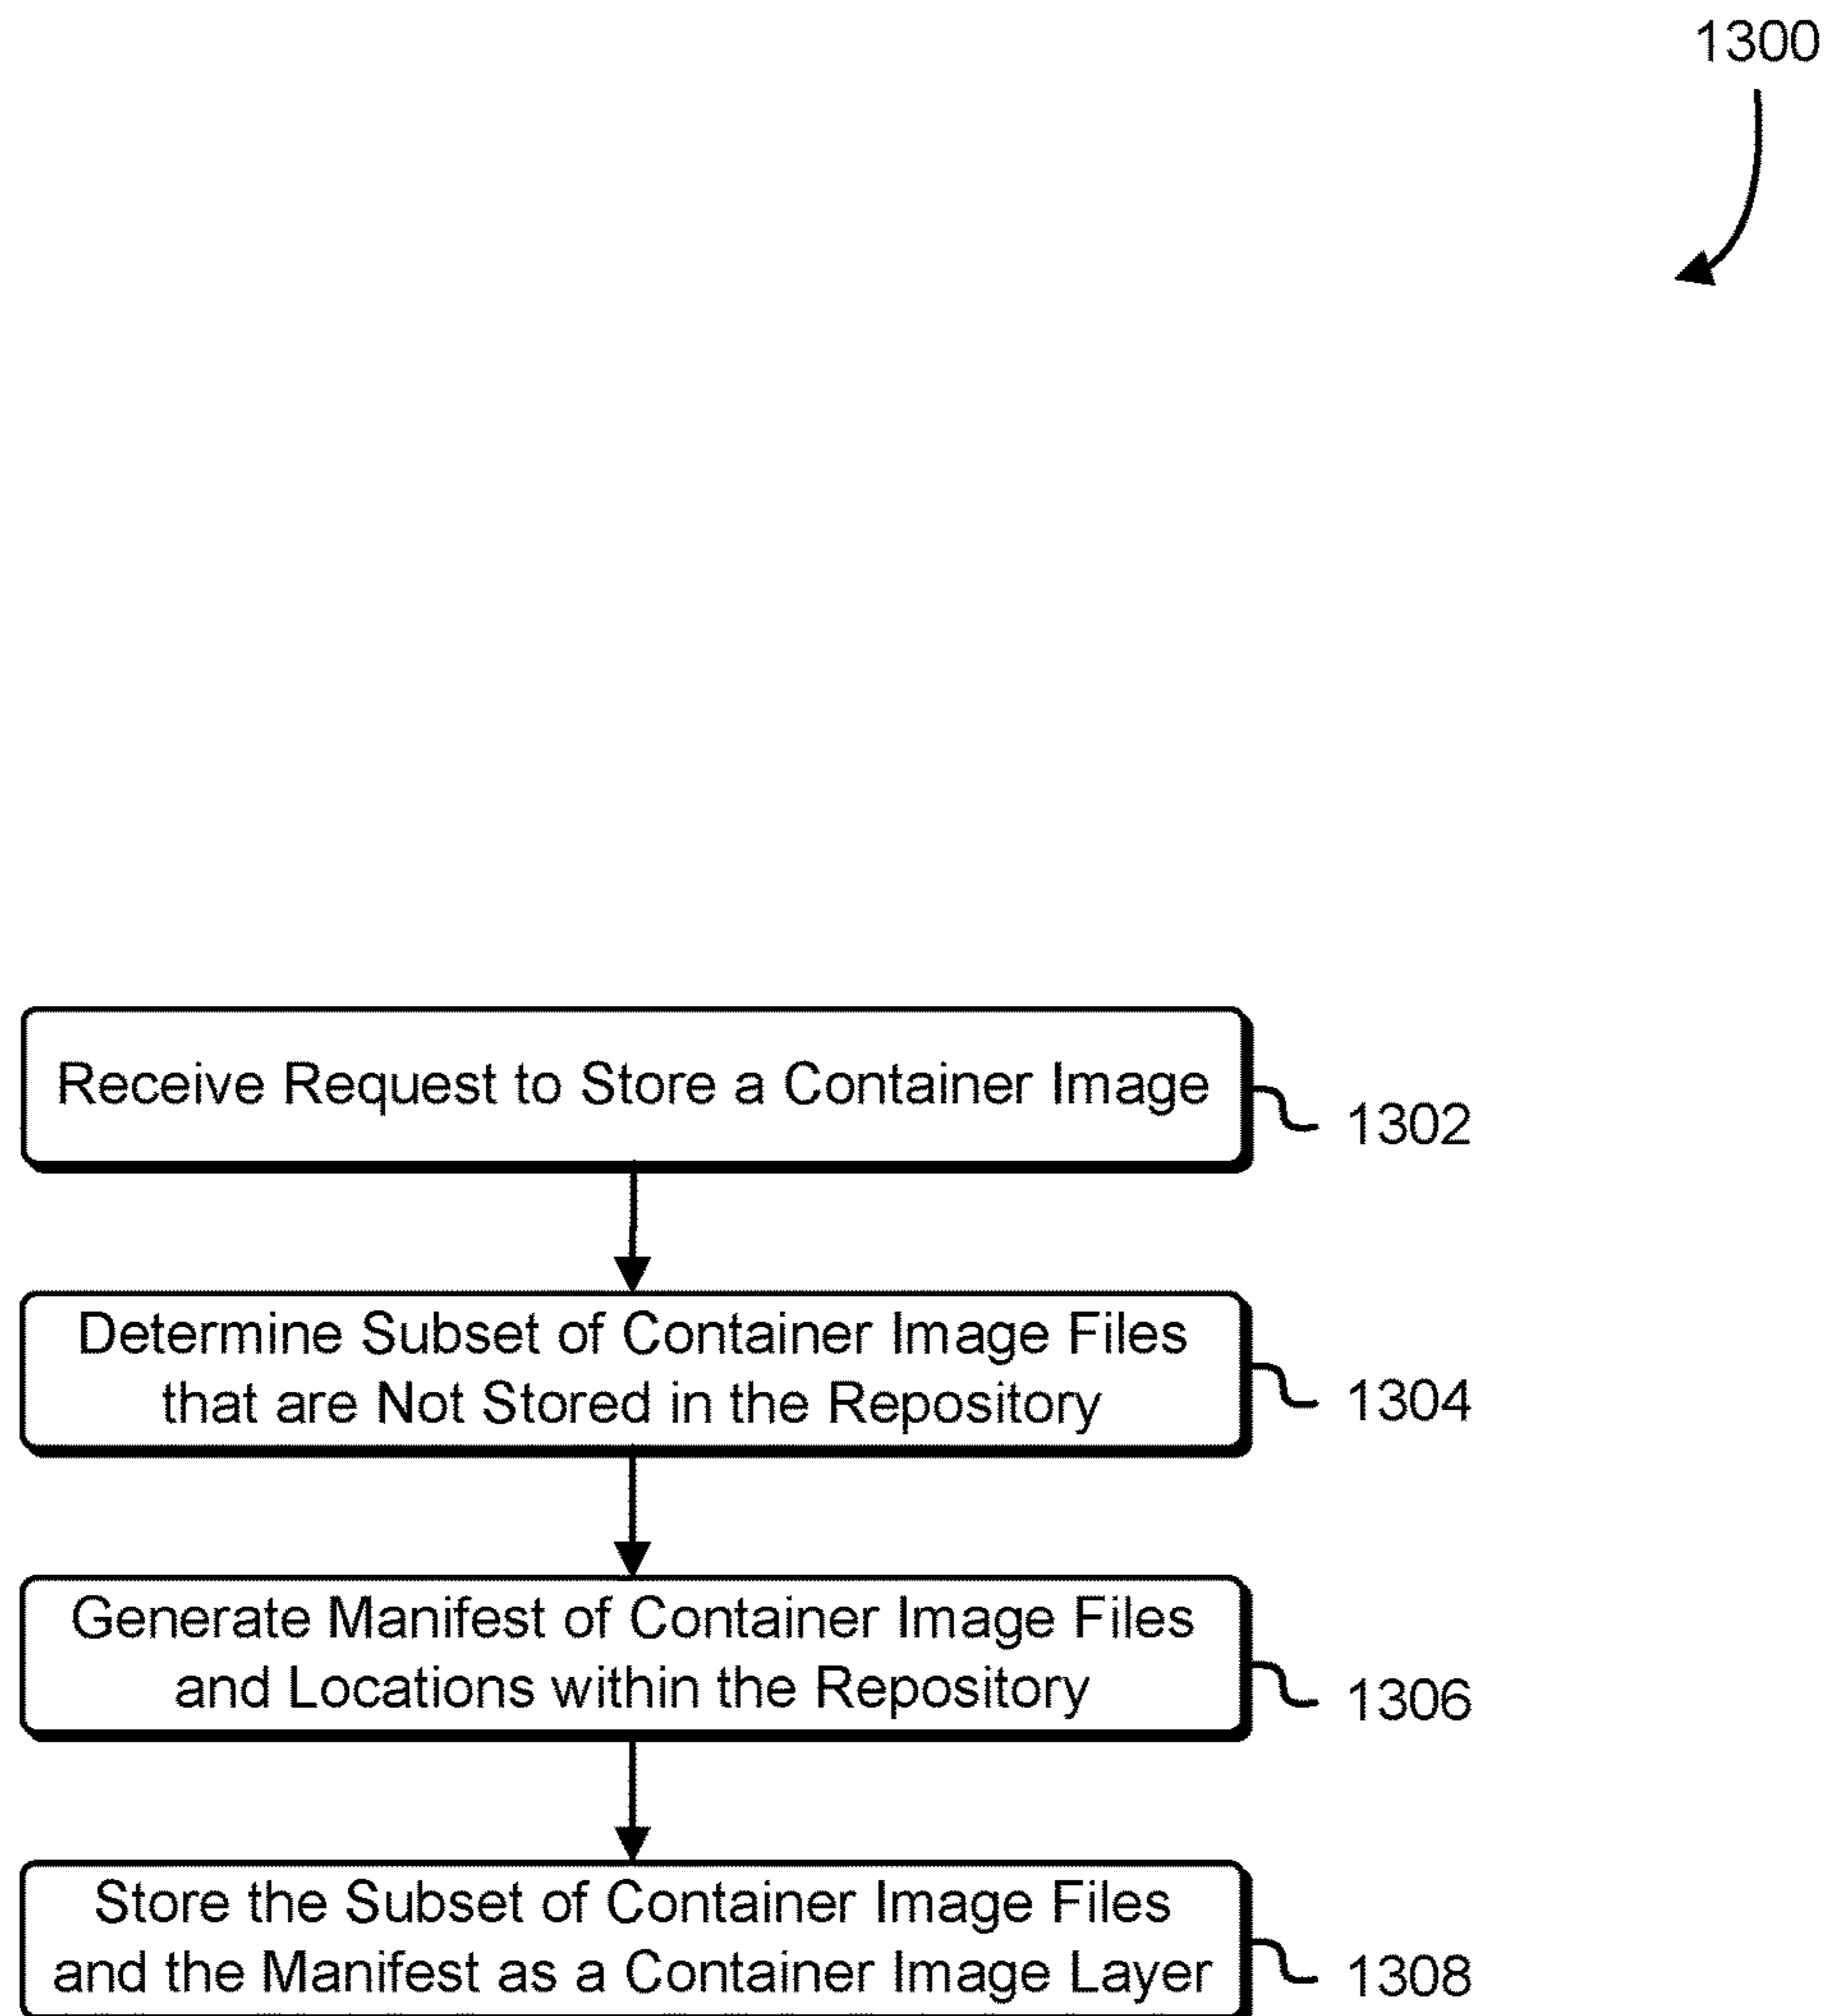 1300
Receive Request to Store a Container Image
1302
Determine Subset of Container Image Files
that are Not Stored in the Repository
1304
Generate Manifest of Container Image Files
and Locations within the Repository
1306
Store the Subset of Container Image Files
and the Manifest as a Container Image Layer
1308